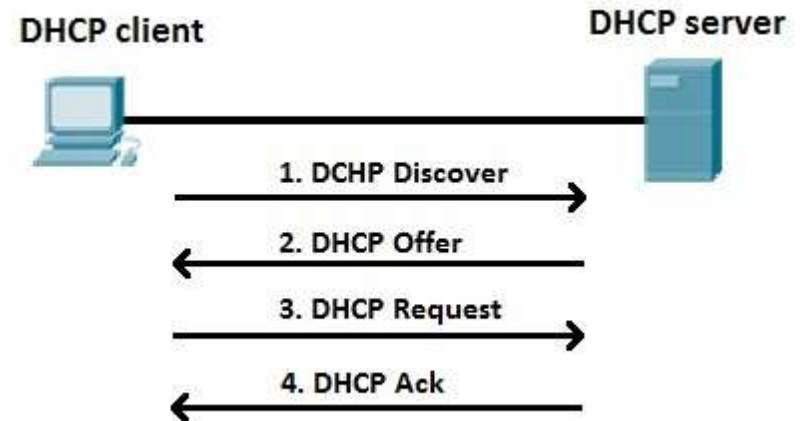 DHCP client
DHCP server
1. DCHP Discover
2. DHCP Offer
3. DHCP Request
4. DHCP Ack